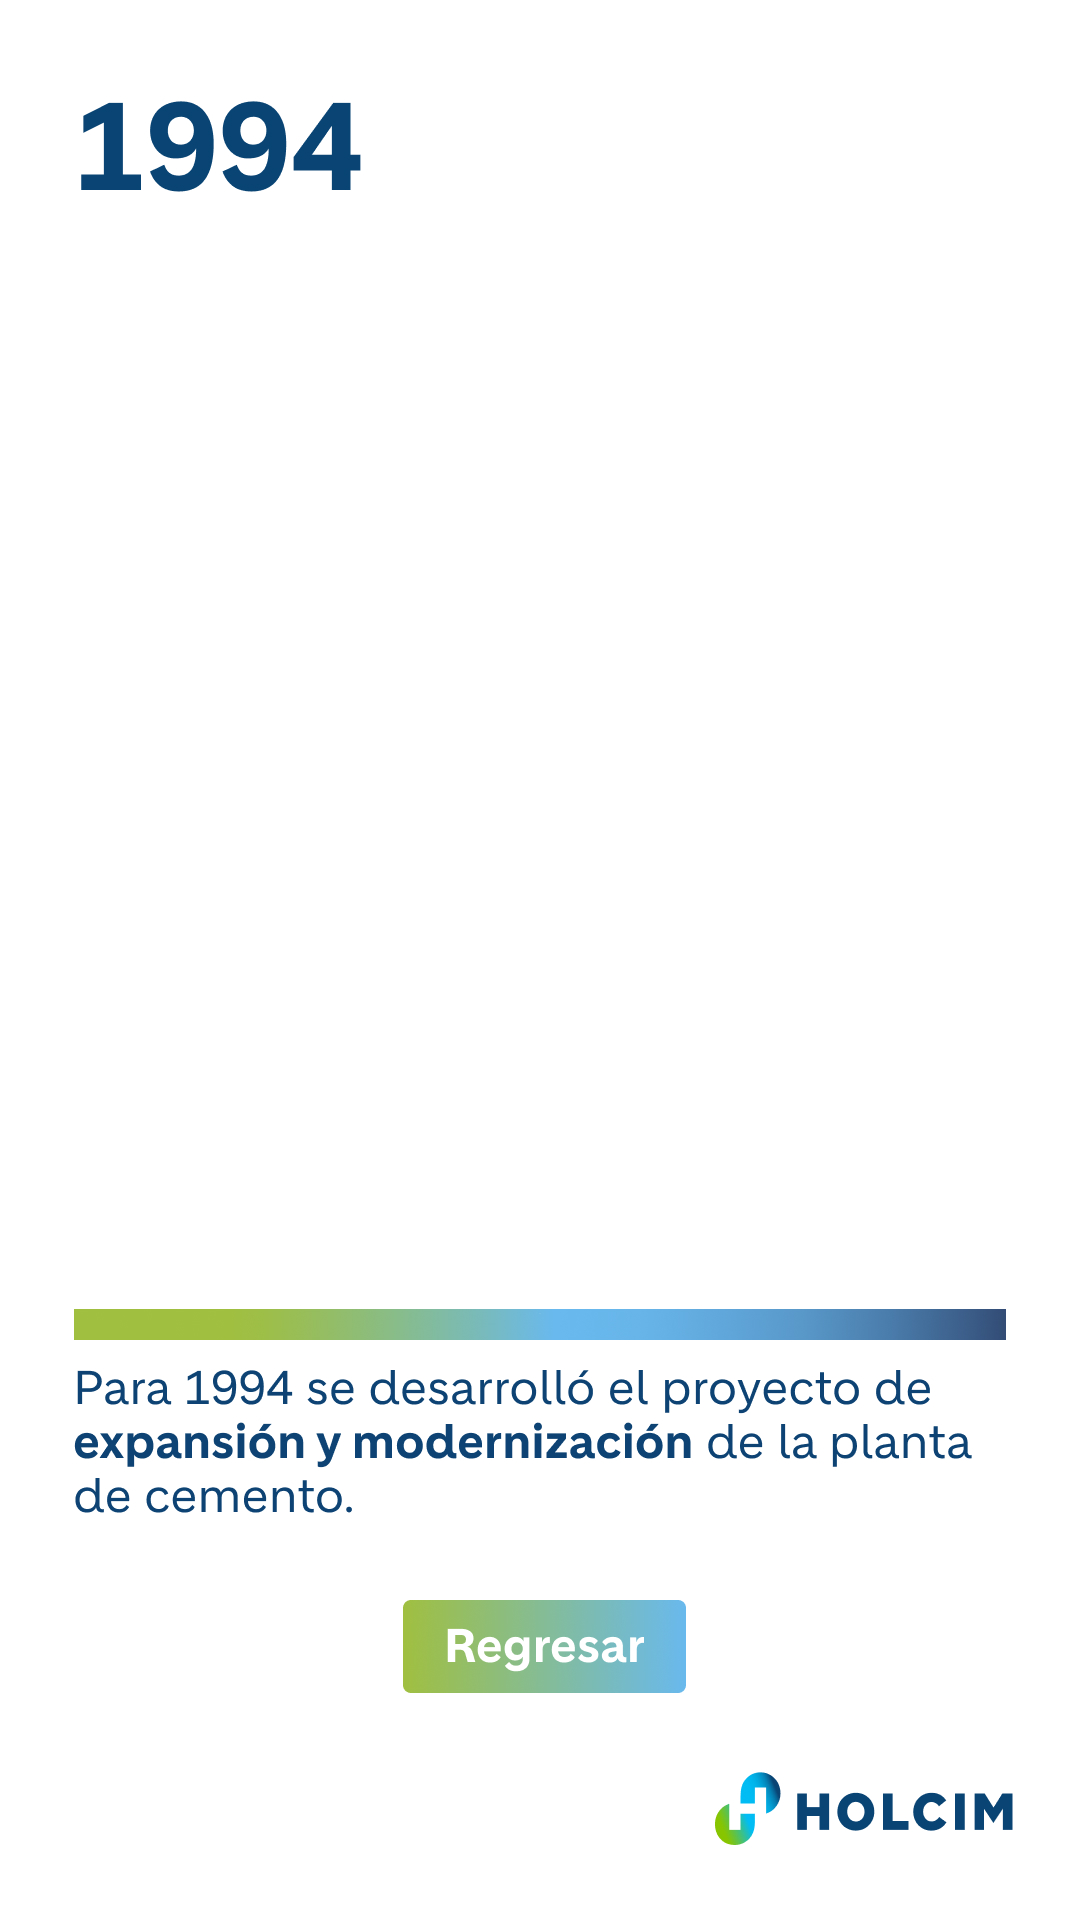 1994
Para 1994 se desarrolló el proyecto de
expansión y modernización de la planta
de cemento.
Regresar
HOLCIM